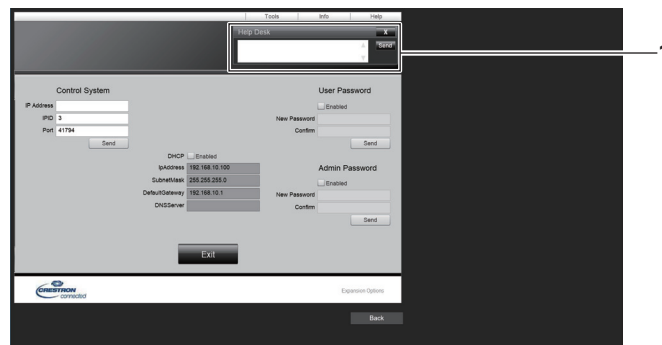 Tools Info Help
Help Desk X
Send
Control System
IP Address
IPID 3
Port 41794
Send
User Password
Enabled
New Password
Confirm
Send
DHCP Enabled
IpAddress 192.168.10.100
SubnetMask 255.255.255.0
DefaultGateway 192.168.10.1
DNSServer
Admin Password
Enabled
New Password
Confirm
Send
Exit
CRESTRON
connected
Expansion Options
Back